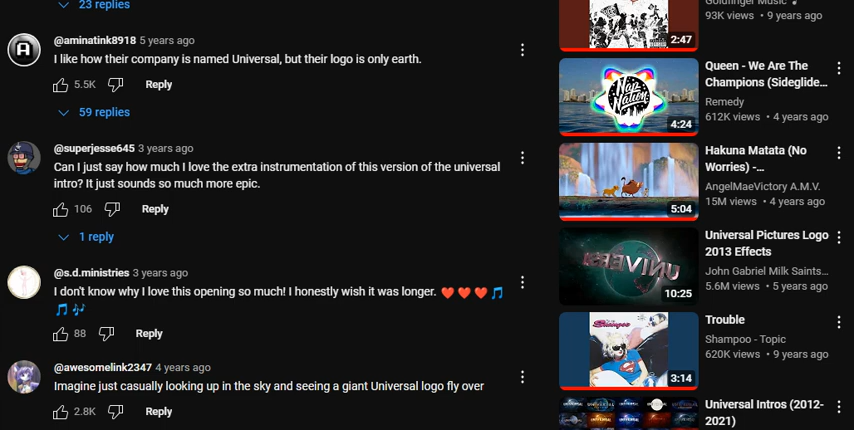 23 replies
@aminatink8918 5 years ago
I like how their company is named Universal, but their logo is only earth.
5.5K Reply
59 replies
@superjesse645 3 years ago
Can I just say how much I love the extra instrumentation of this version of the universal
intro? It just sounds so much more epic.
106 Reply
1 reply
@s.d.ministries 3 years ago
I don't know why I love this opening so much! I honestly wish it was longer. ❤️ ❤️ ❤️ 🎵
🎵 🎶
88 Reply
@awesomelink2347 4 years ago
Imagine just casually looking up in the sky and seeing a giant Universal logo fly over
2.8K Reply
Goldfinger Music
93K views • 9 years ago
2:47
Queen - We Are The
Champions (Sideglide...
Remedy
612K views • 4 years ago
Nap
Nation
4:24
Hakuna Matata (No
Worries) -...
AngelMaeVictory A.M.V.
15M views • 4 years ago
5:04
Universal Pictures Logo
2013 Effects
John Gabriel Milk Saints...
5.6M views • 5 years ago
10:25
Trouble
Shampoo - Topic
620K views • 9 years ago
Shampoo
3:14
Universal Intros (2012-
2021)